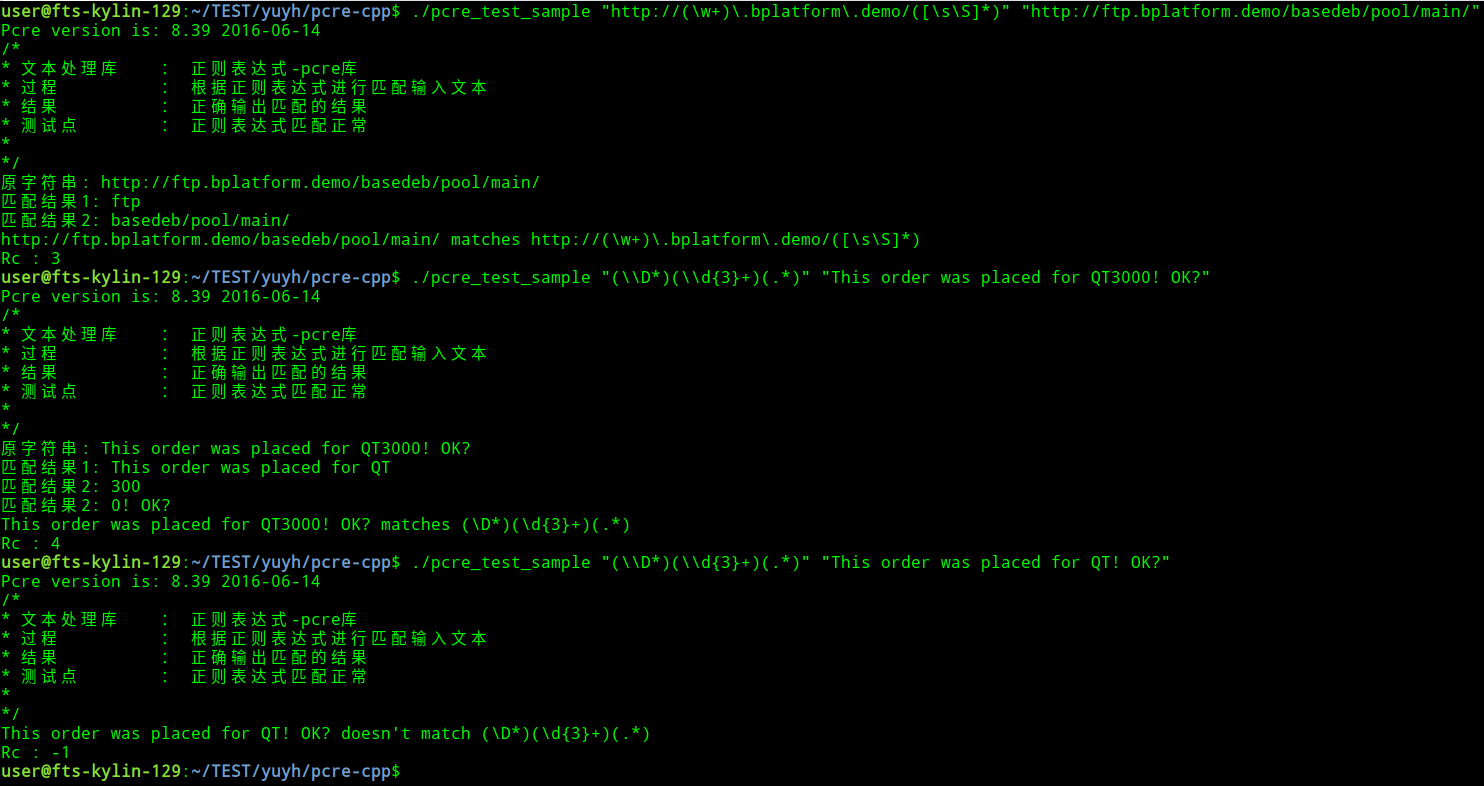 user@fts-kylin-129:~/TEST/yuyh/pcre-cpp$ ./pcre_test_sample "http://(\w+)\.bplatform\.demo/([\s\S]*)" "http://ftp.bplatform.demo/basedeb/pool/main/"
Pcre version is: 8.39 2016-06-14
/*
* 文本处理库 : 正则表达式-pcre库
* 过程 : 根据正则表达式进行匹配输入文本
* 结果 : 正确输出匹配的结果
* 测试点 : 正则表达式匹配正常
*
*/
原字符串: http://ftp.bplatform.demo/basedeb/pool/main/
匹配结果1: ftp
匹配结果2: basedeb/pool/main/
http://ftp.bplatform.demo/basedeb/pool/main/ matches http://(\w+)\.bplatform\.demo/([\s\S]*)
Rc : 3
user@fts-kylin-129:~/TEST/yuyh/pcre-cpp$ ./pcre_test_sample "(\\D*)(\\d{3}+)(.*)" "This order was placed for QT3000! OK?"
Pcre version is: 8.39 2016-06-14
/*
* 文本处理库 : 正则表达式-pcre库
* 过程 : 根据正则表达式进行匹配输入文本
* 结果 : 正确输出匹配的结果
* 测试点 : 正则表达式匹配正常
*
*/
原字符串: This order was placed for QT3000! OK?
匹配结果1: This order was placed for QT
匹配结果2: 300
匹配结果2: 0! OK?
This order was placed for QT3000! OK? matches (\D*)(\d{3}+)(.*)
Rc : 4
user@fts-kylin-129:~/TEST/yuyh/pcre-cpp$ ./pcre_test_sample "(\\D*)(\\d{3}+)(.*)" "This order was placed for QT! OK?"
Pcre version is: 8.39 2016-06-14
/*
* 文本处理库 : 正则表达式-pcre库
* 过程 : 根据正则表达式进行匹配输入文本
* 结果 : 正确输出匹配的结果
* 测试点 : 正则表达式匹配正常
*
*/
This order was placed for QT! OK? doesn't match (\D*)(\d{3}+)(.*)
Rc : -1
user@fts-kylin-129:~/TEST/yuyh/pcre-cpp$